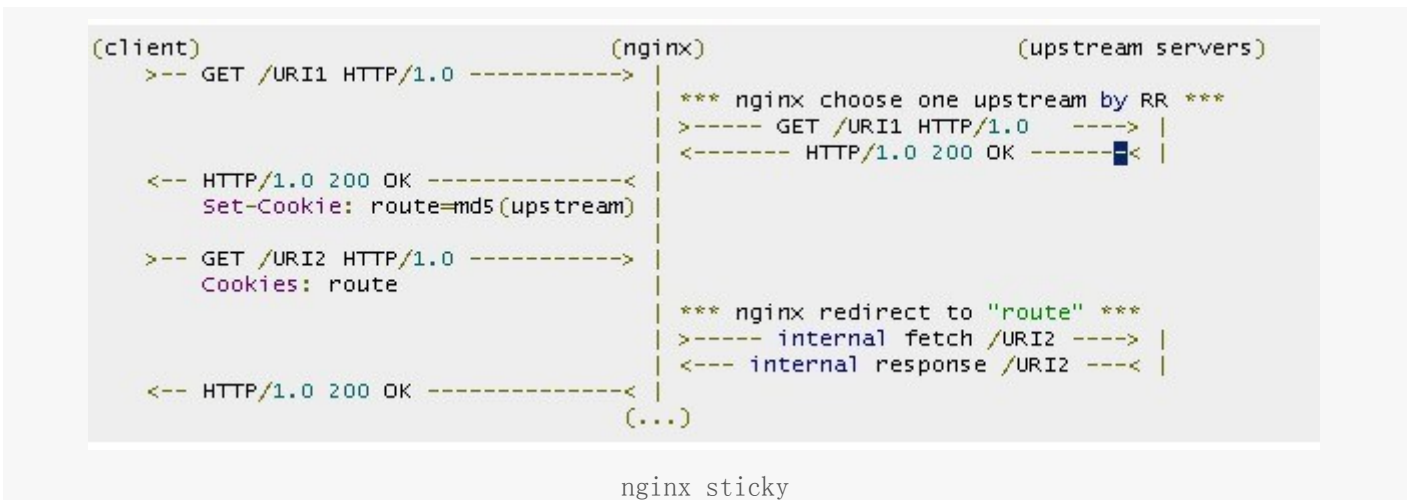 (client) (nginx) (upstream servers)
>-- GET /URI1 HTTP/1.0 -----------> |
| *** nginx choose one upstream by RR ***
| >----- GET /URI1 HTTP/1.0 ----> |
| <------- HTTP/1.0 200 OK -------< |
<-- HTTP/1.0 200 OK --------------< |
Set-Cookie: route=md5(upstream) |
|
>-- GET /URI2 HTTP/1.0 -----------> |
Cookies: route |
| *** nginx redirect to "route" ***
| >----- internal fetch /URI2 ----> |
| <--- internal response /URI2 ---< |
<-- HTTP/1.0 200 OK --------------< |
(...)
nginx sticky